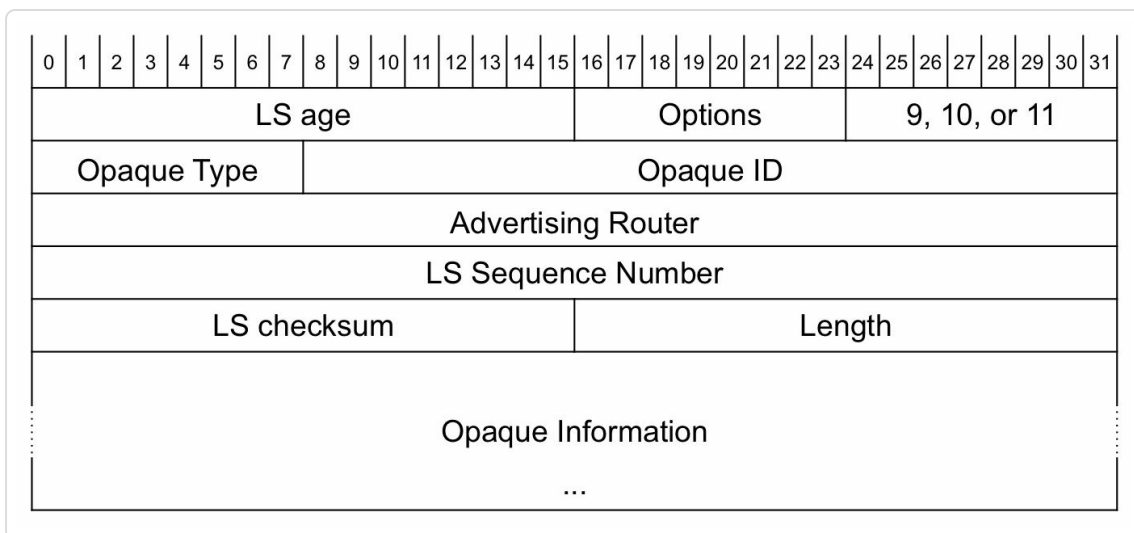 0 1 2 3 4 5 6 7 8 9 10 11 12 13 14 15 16 17 18 19 20 21 22 23 24 25 26 27 28 29 30 31
LS age Options 9, 10, or 11
Opaque Type Opaque ID
Advertising Router
LS Sequence Number
LS checksum Length
Opaque Information
...